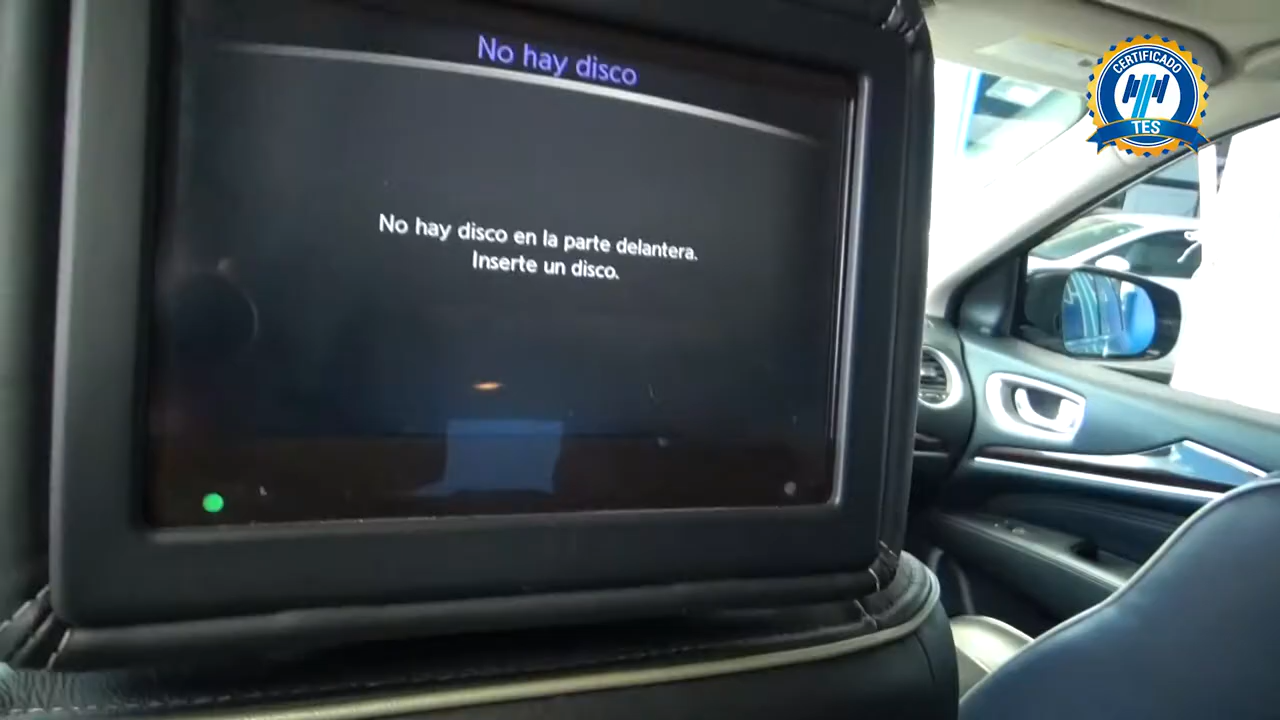 No hay disco
CERTIFICADO
TES
No hay disco en la parte delantera.
Inserte un disco.